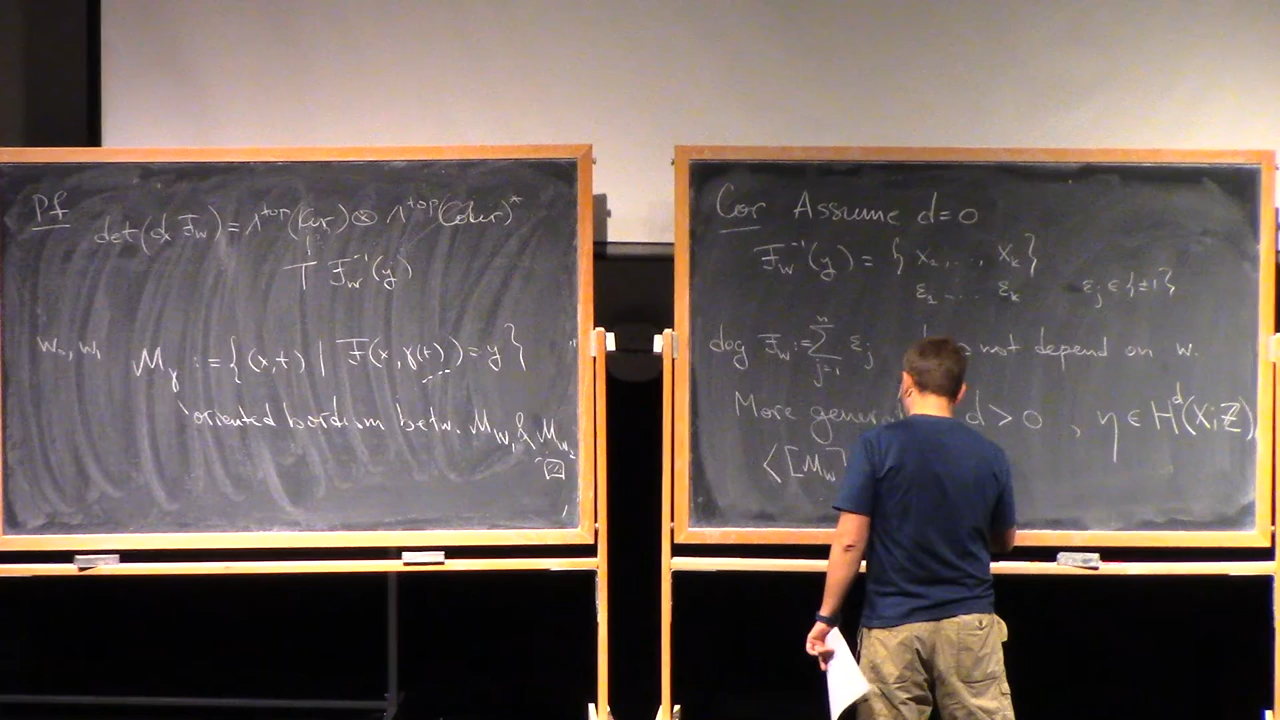 Pf
det(d F_w) = Λ^top(ker) ⊗ Λ^top(Coker)*
T F_w^{-1}(y)
w_0, w_1
M_γ := { (x,t) | F(x, γ(t)) = y }
oriented bordism betw. M_{w_1} & M_{w_2}
Cor Assume d=0
F_w^{-1}(y) = { x_1, ..., x_k }
ε_1 ... ε_k ε_j ∈ {±1}
deg F_w := Σ_{j=1}^n ε_j not depend on w.
More d > 0 , η ∈ H^d(X; Z)
⟨[M_w]